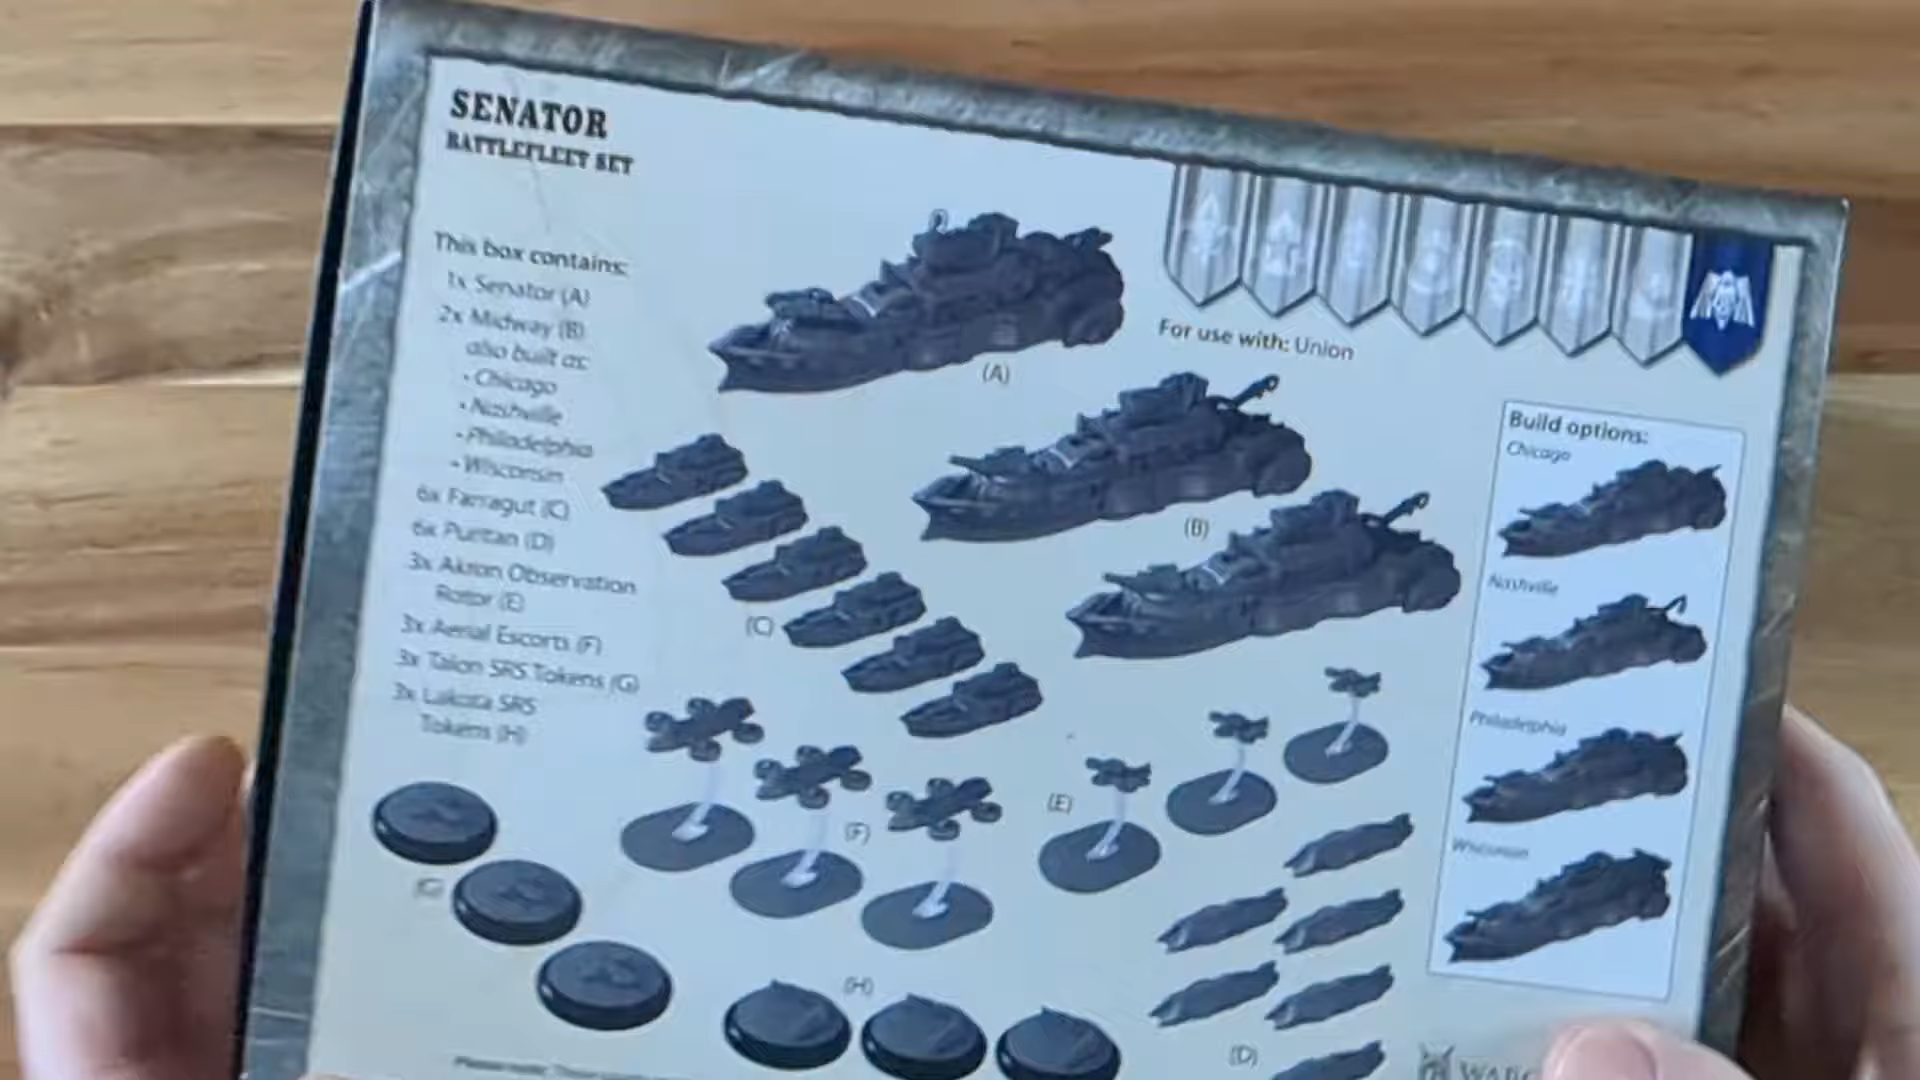 SENATOR
BATTLEFLEET SET
This box contains:
1x Senator (A)
2x Midway (B)
also built as:
• Chicago
• Nashville
• Philadelphia
• Wisconsin
6x Farragut (C)
6x Puritan (D)
3x Akron Observation
Rotor (E)
3x Aerial Escorts (F)
3x Talon SRS Tokens (G)
3x Lakota SRS
Tokens (H)
For use with: Union
Build options:
Chicago
Nashville
Philadelphia
Wisconsin
(A)
(B)
(C)
(E)
(F)
(G)
(H)
(D)
Please note: